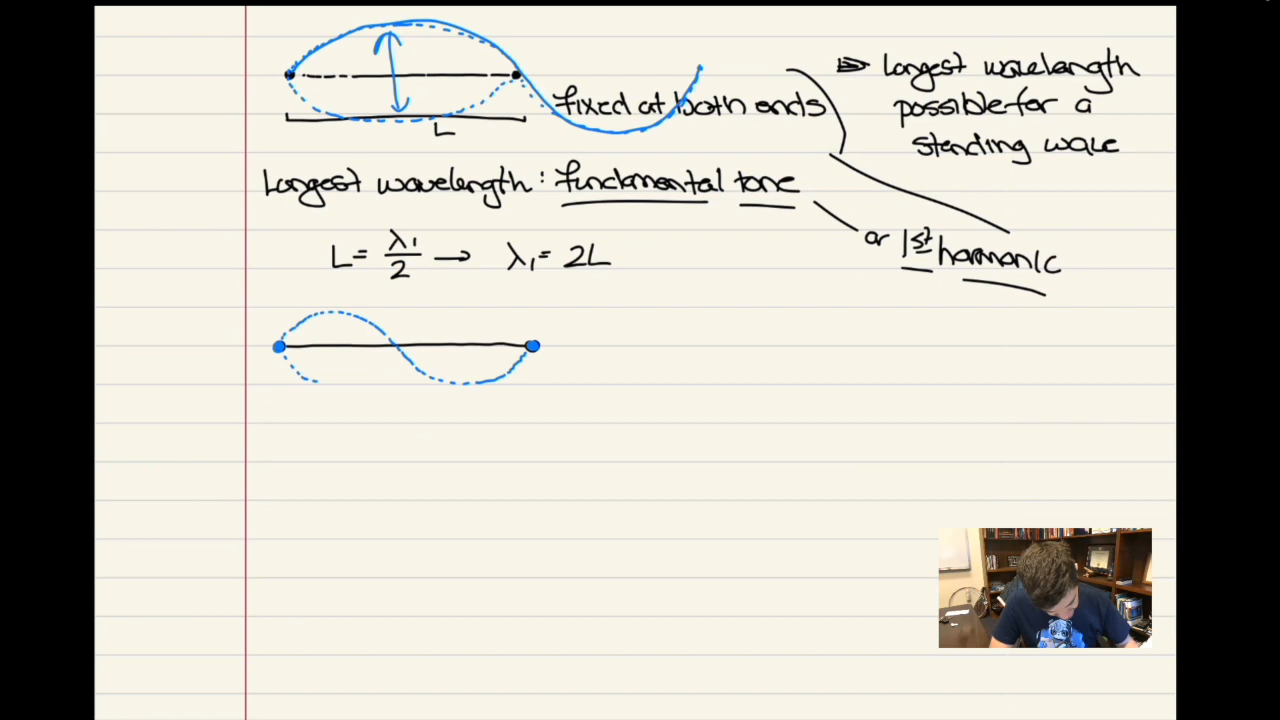 Longest wavelength
possible for a
standing wave
fixed at both ends
L
Longest wavelength: fundamental tone
or 1st harmonic
L = λ₁/2 → λ₁ = 2L